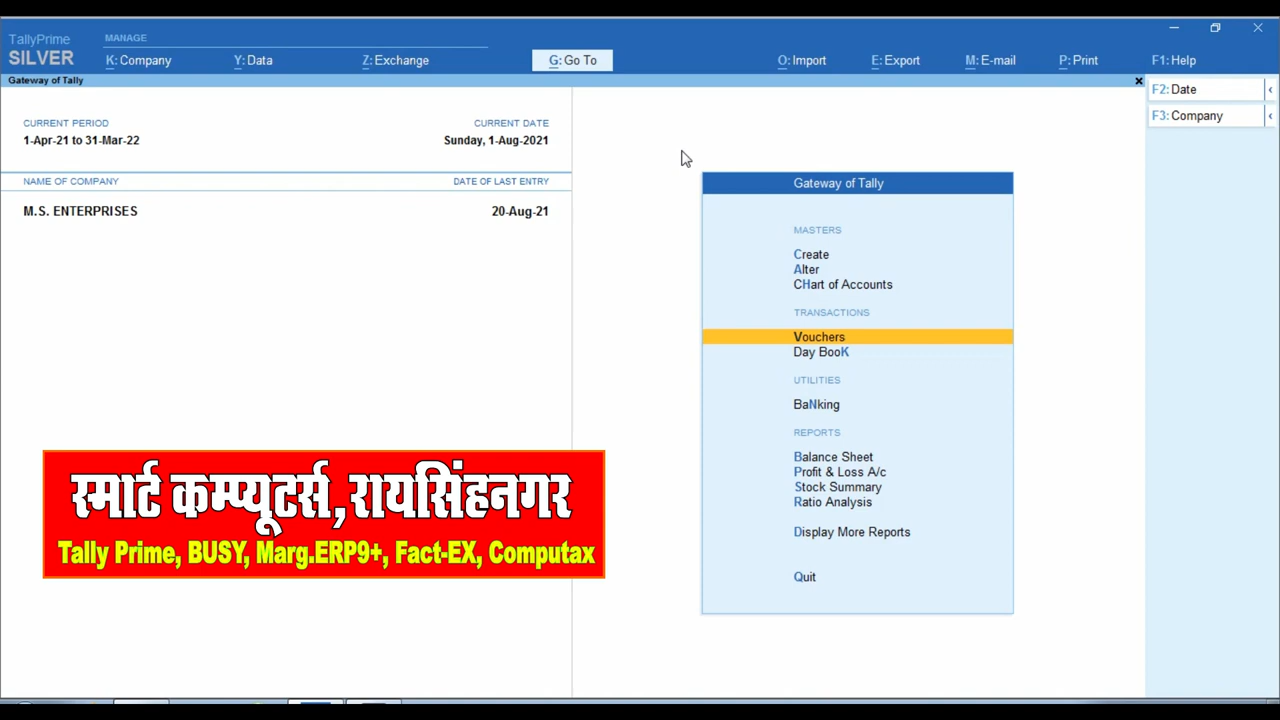 TallyPrime
SILVER
MANAGE
K: Company
Y: Data
Z: Exchange
G: Go To
O: Import
E: Export
M: E-mail
P: Print
F1: Help
Gateway of Tally
F2: Date
F3: Company
CURRENT PERIOD
CURRENT DATE
1-Apr-21 to 31-Mar-22
Sunday, 1-Aug-2021
NAME OF COMPANY
DATE OF LAST ENTRY
M.S. ENTERPRISES
20-Aug-21
Gateway of Tally
MASTERS
Create
Alter
CHart of Accounts
TRANSACTIONS
Vouchers
Day BooK
UTILITIES
BaNking
REPORTS
Balance Sheet
Profit & Loss A/c
Stock Summary
Ratio Analysis
Display More Reports
Quit
स्मार्ट कम्प्यूटर्स,रायसिंहनगर
Tally Prime, BUSY, Marg.ERP9+, Fact-EX, Computax